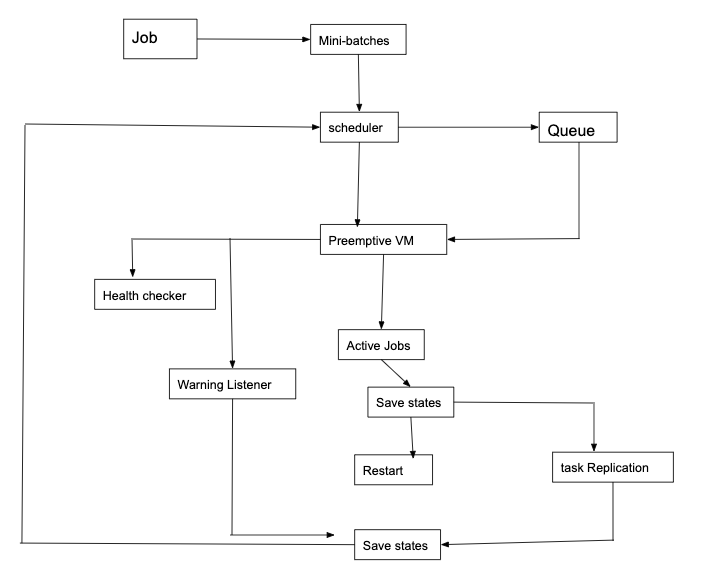 Job
Mini-batches
scheduler
Queue
Preemptive VM
Health checker
Active Jobs
Warning Listener
Save states
Restart
task Replication
Save states